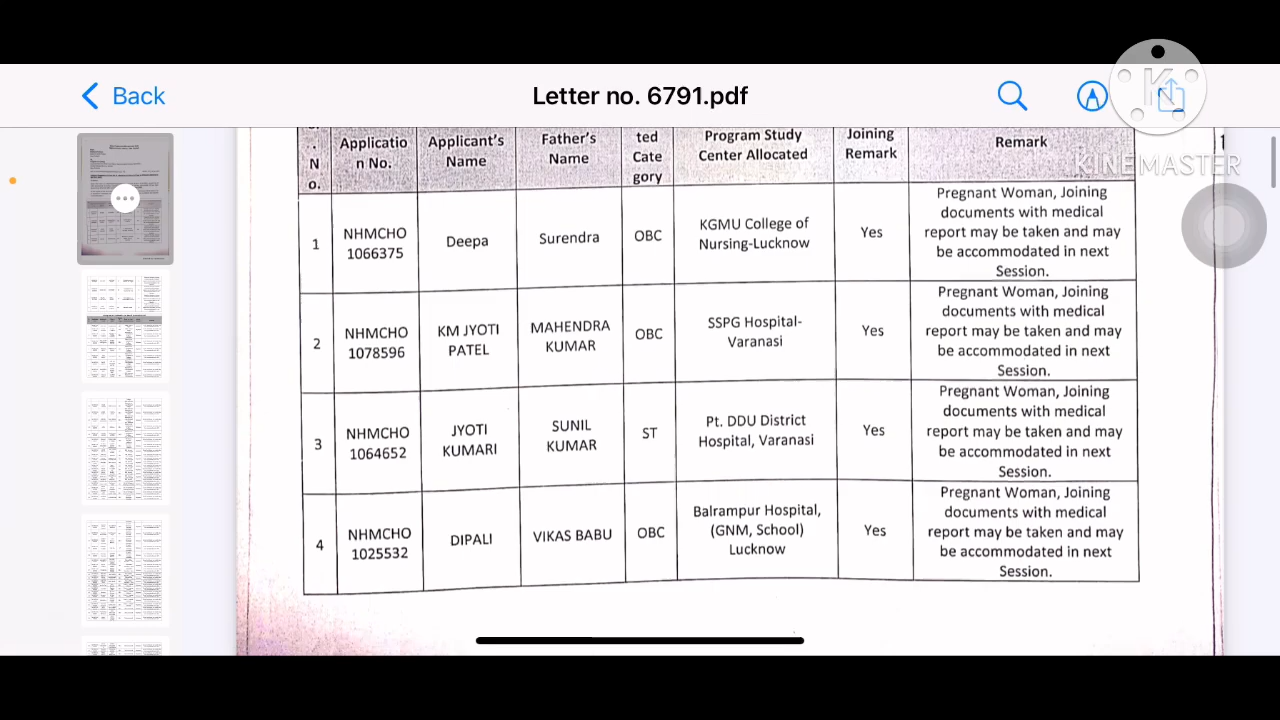 Back
Letter no. 6791.pdf
KINEMASTER
.
N
o.
Applicatio
n No.
Applicant's
Name
Father's
Name
ted
Cate
gory
Program Study
Center Allocated
Joining
Remark
Remark
1
NHMCHO
1066375
Deepa
Surendra
OBC
KGMU College of
Nursing-Lucknow
Yes
Pregnant Woman, Joining
documents with medical
report may be taken and may
be accommodated in next
Session.
2
NHMCHO
1078596
KM JYOTI
PATEL
MAHENDRA
KUMAR
OBC
SSPG Hospital-
Varanasi
Yes
Pregnant Woman, Joining
documents with medical
report may be taken and may
be accommodated in next
Session.
3
NHMCHO
1064652
JYOTI
KUMARI
SUNIL
KUMAR
ST
Pt. DDU District
Hospital, Varanasi
Yes
Pregnant Woman, Joining
documents with medical
report may be taken and may
be accommodated in next
Session.
4
NHMCHO
1025532
DIPALI
VIKAS BABU
OBC
Balrampur Hospital,
(GNM, School)
Lucknow
Yes
Pregnant Woman, Joining
documents with medical
report may be taken and may
be accommodated in next
Session.